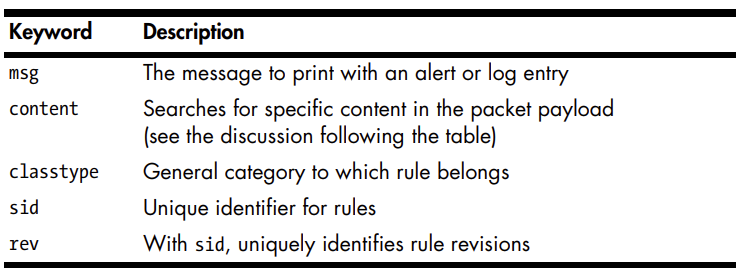 Keyword Description
msg The message to print with an alert or log entry
content Searches for specific content in the packet payload
(see the discussion following the table)
classtype General category to which rule belongs
sid Unique identifier for rules
rev With sid, uniquely identifies rule revisions